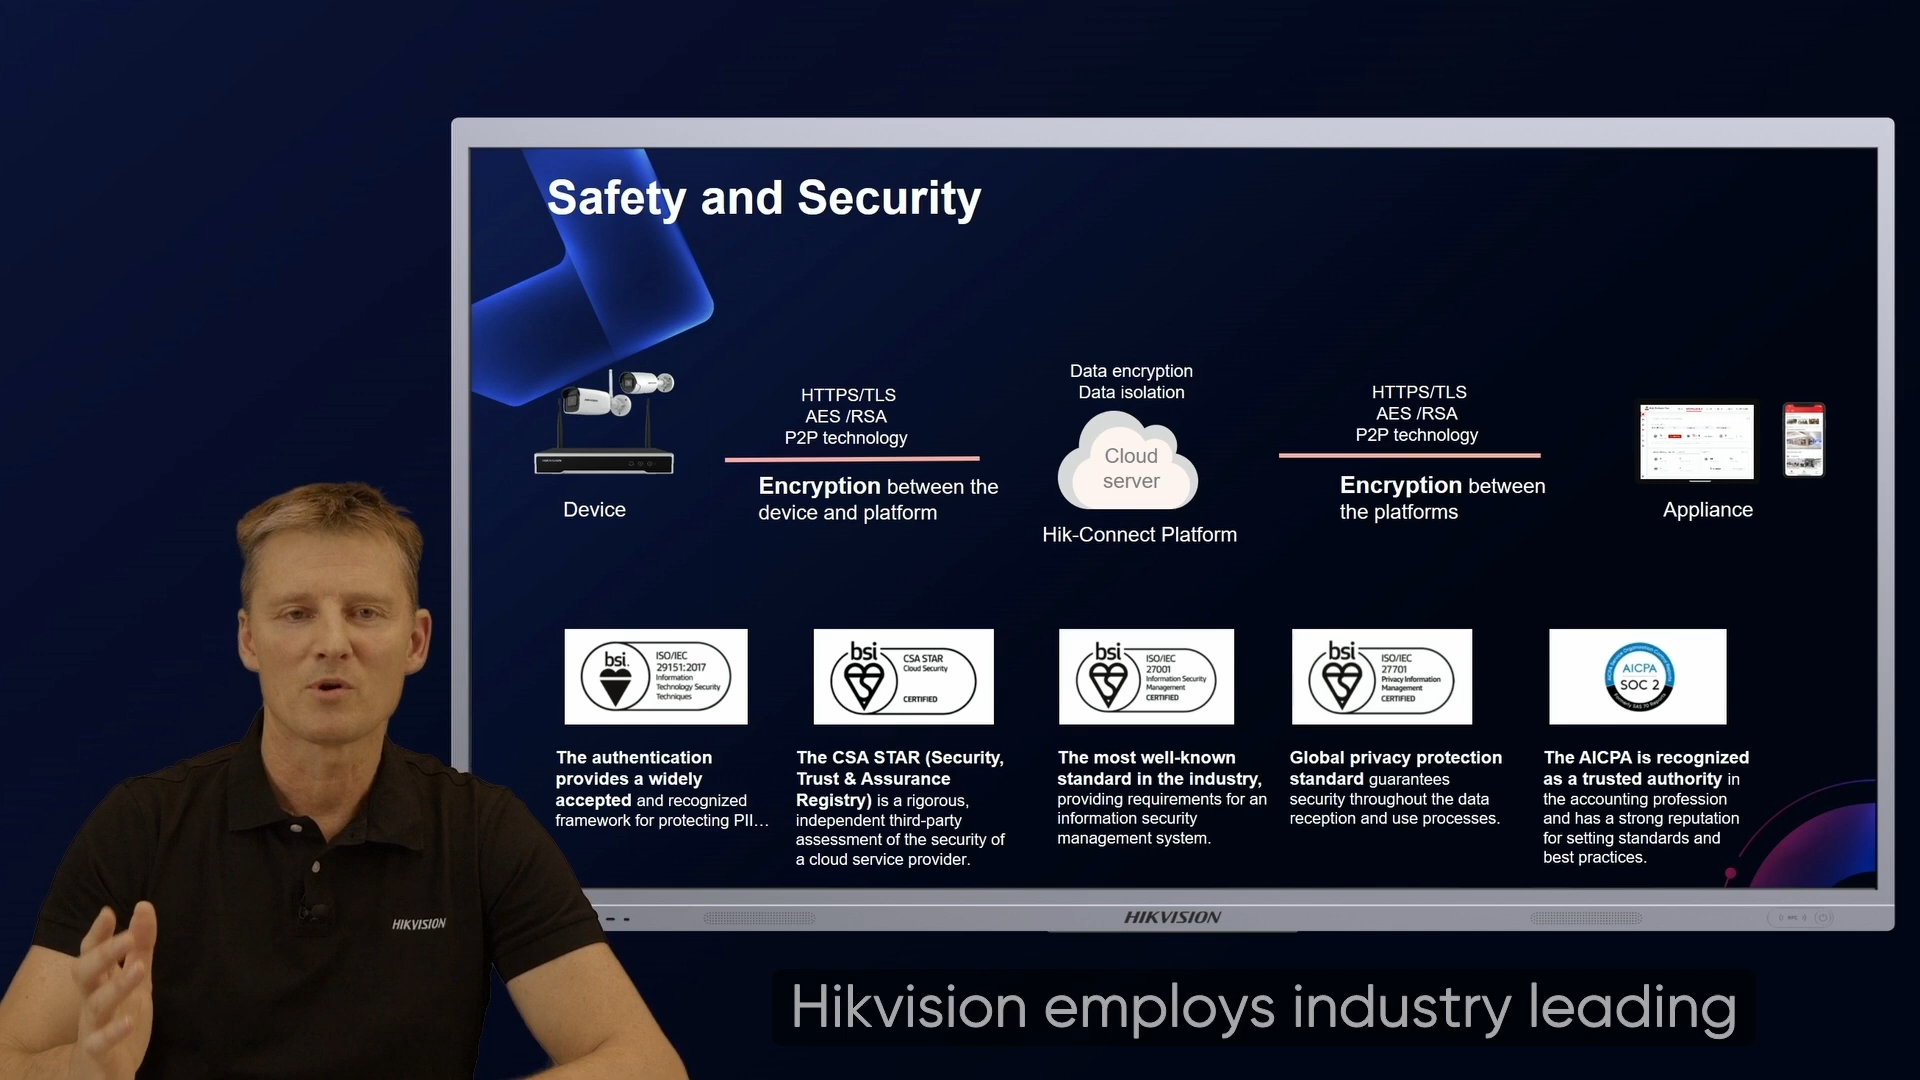 Safety and Security
Data encryption
Data isolation
HTTPS/TLS
AES /RSA
P2P technology
HTTPS/TLS
AES /RSA
P2P technology
Cloud
server
Encryption between the
device and platform
Encryption between
the platforms
Device
Hik-Connect Platform
Appliance
bsi.
ISO/IEC
29151:2017
Information
Technology Security
Techniques
bsi
CSA STAR
Cloud Security
CERTIFIED
bsi
ISO/IEC
27001
Information Security
Management
CERTIFIED
bsi
ISO/IEC
27701
Privacy Information
Management
CERTIFIED
AICPA
SOC 2
The authentication
provides a widely
accepted and recognized
framework for protecting PII…
The CSA STAR (Security,
Trust & Assurance
Registry) is a rigorous,
independent third-party
assessment of the security of
a cloud service provider.
The most well-known
standard in the industry,
providing requirements for an
information security
management system.
Global privacy protection
standard guarantees
security throughout the data
reception and use processes.
The AICPA is recognized
as a trusted authority in
the accounting profession
and has a strong reputation
for setting standards and
best practices.
HIKVISION
HIKVISION
Hikvision employs industry leading